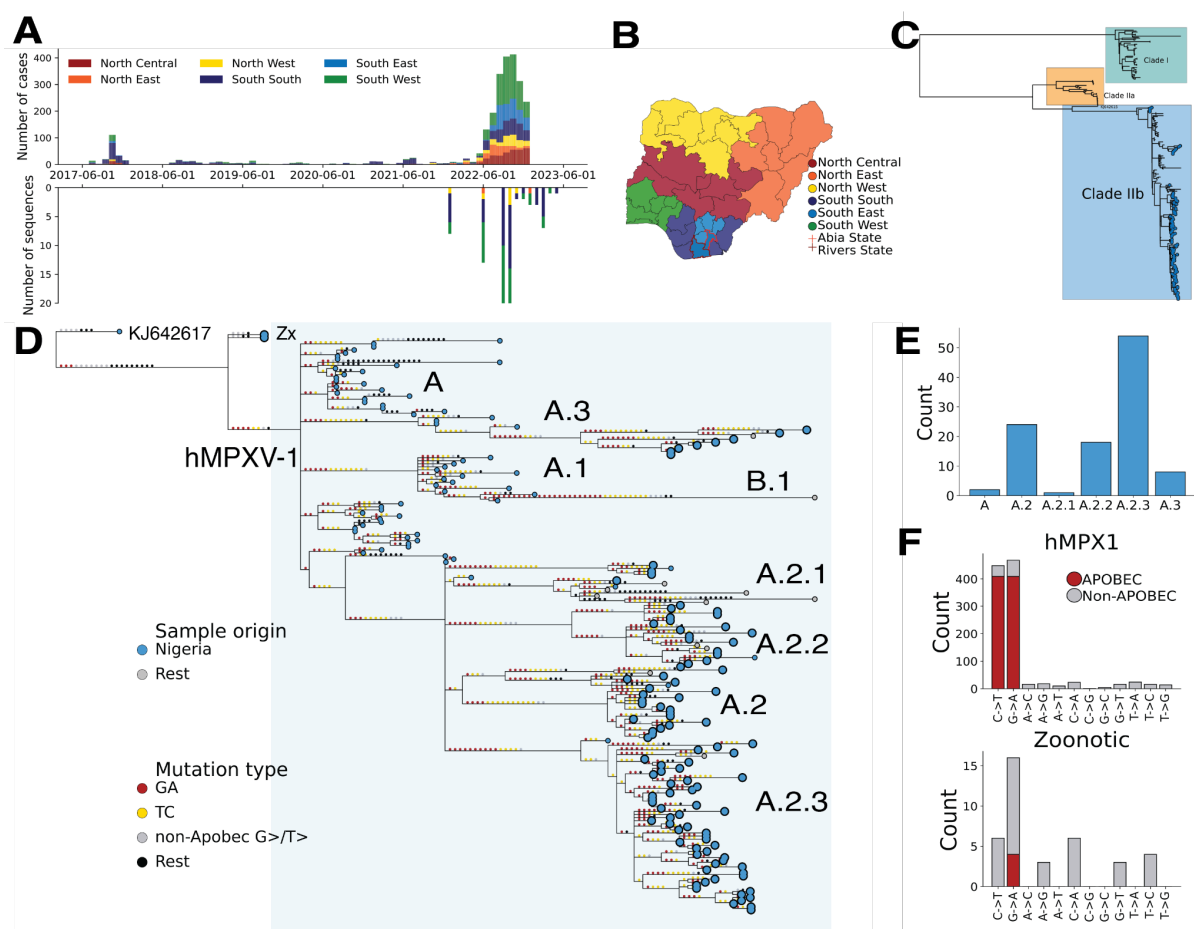 A
B
C
Number of cases
400
300
200
100
0
North Central
North East
North West
South South
South East
South West
2017-06-01
2018-06-01
2019-06-01
2020-06-01
2021-06-01
2022-06-01
2023-06-01
Number of sequences
0
5
10
15
20
North Central
North East
North West
South South
South East
South West
Abia State
Rivers State
Clade I
Clade IIa
Clade IIb
D
KJ642617
Zx
A
A.3
hMPXV-1
A.1
B.1
A.2.1
A.2.2
A.2
A.2.3
Sample origin
Nigeria
Rest
Mutation type
GA
TC
non-Apobec G>/T>
Rest
E
Count
50
40
30
20
10
0
A
A.2
A.2.1
A.2.2
A.2.3
A.3
F
hMPX1
APOBEC
Non-APOBEC
Count
400
300
200
100
0
C->T
G->A
A->C
A->G
A->T
C->A
C->G
G->C
G->T
T->A
T->C
T->G
Zoonotic
Count
15
10
5
0
C->T
G->A
A->C
A->G
A->T
C->A
C->G
G->C
G->T
T->A
T->C
T->G